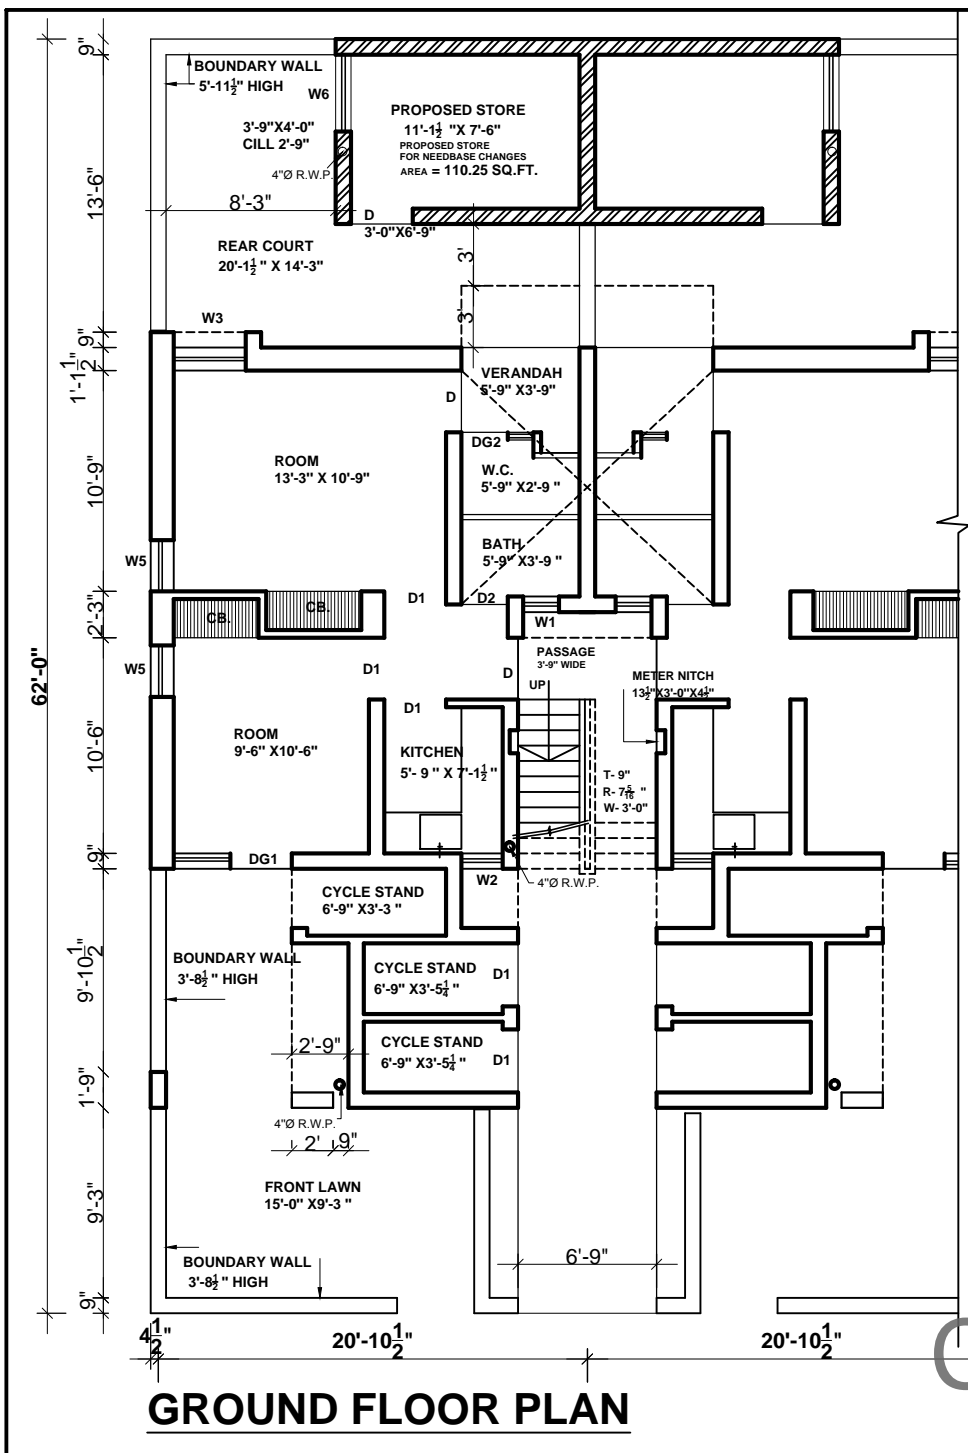 9"
BOUNDARY WALL
5'-11½" HIGH
W6
PROPOSED STORE
11'-1½ "X 7'-6"
3'-9"X4'-0"
CILL 2'-9"
PROPOSED STORE
FOR NEEDBASE CHANGES
AREA = 110.25 SQ.FT.
4"Ø R.W.P.
13'-6"
8'-3"
D
3'-0"X6'-9"
REAR COURT
20'-1½ " X 14'-3"
3'
3'
W3
9"
1'-1½"
VERANDAH
5'-9" X3'-9"
D
DG2
ROOM
13'-3" X 10'-9"
W.C.
5'-9" X2'-9 "
10'-9"
BATH
5'-9" X3'-9 "
W5
D1
D2
CB.
CB.
W1
2'-3"
62'-0"
W5
D1
D
PASSAGE
3'-9" WIDE
UP
METER NITCH
13½"X3'-0"X4½"
D1
ROOM
9'-6" X10'-6"
KITCHEN
5'- 9 " X 7'-1½ "
10'-6"
T- 9"
R- 7 5/16 "
W- 3'-0"
9"
DG1
W2
4"Ø R.W.P.
CYCLE STAND
6'-9" X3'-3 "
9'-10½"
BOUNDARY WALL
3'-8½ " HIGH
CYCLE STAND
6'-9" X3'-5¼ "
D1
CYCLE STAND
6'-9" X3'-5¼ "
D1
2'-9"
1'-9"
4"Ø R.W.P.
2'
9"
FRONT LAWN
15'-0" X9'-3 "
9'-3"
BOUNDARY WALL
3'-8½ " HIGH
6'-9"
9"
4½"
20'-10½"
20'-10½"
GROUND FLOOR PLAN